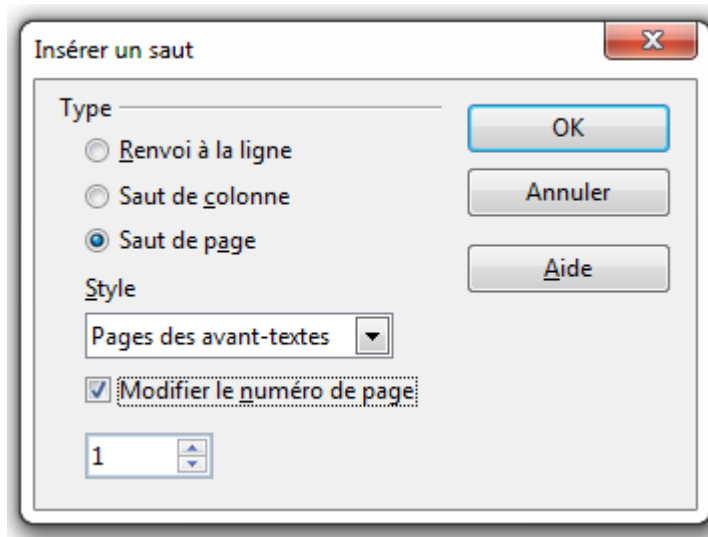 Insérer un saut
Type
Renvoi à la ligne
Saut de colonne
Saut de page
Style
Pages des avant-textes
Modifier le numéro de page
1
OK
Annuler
Aide